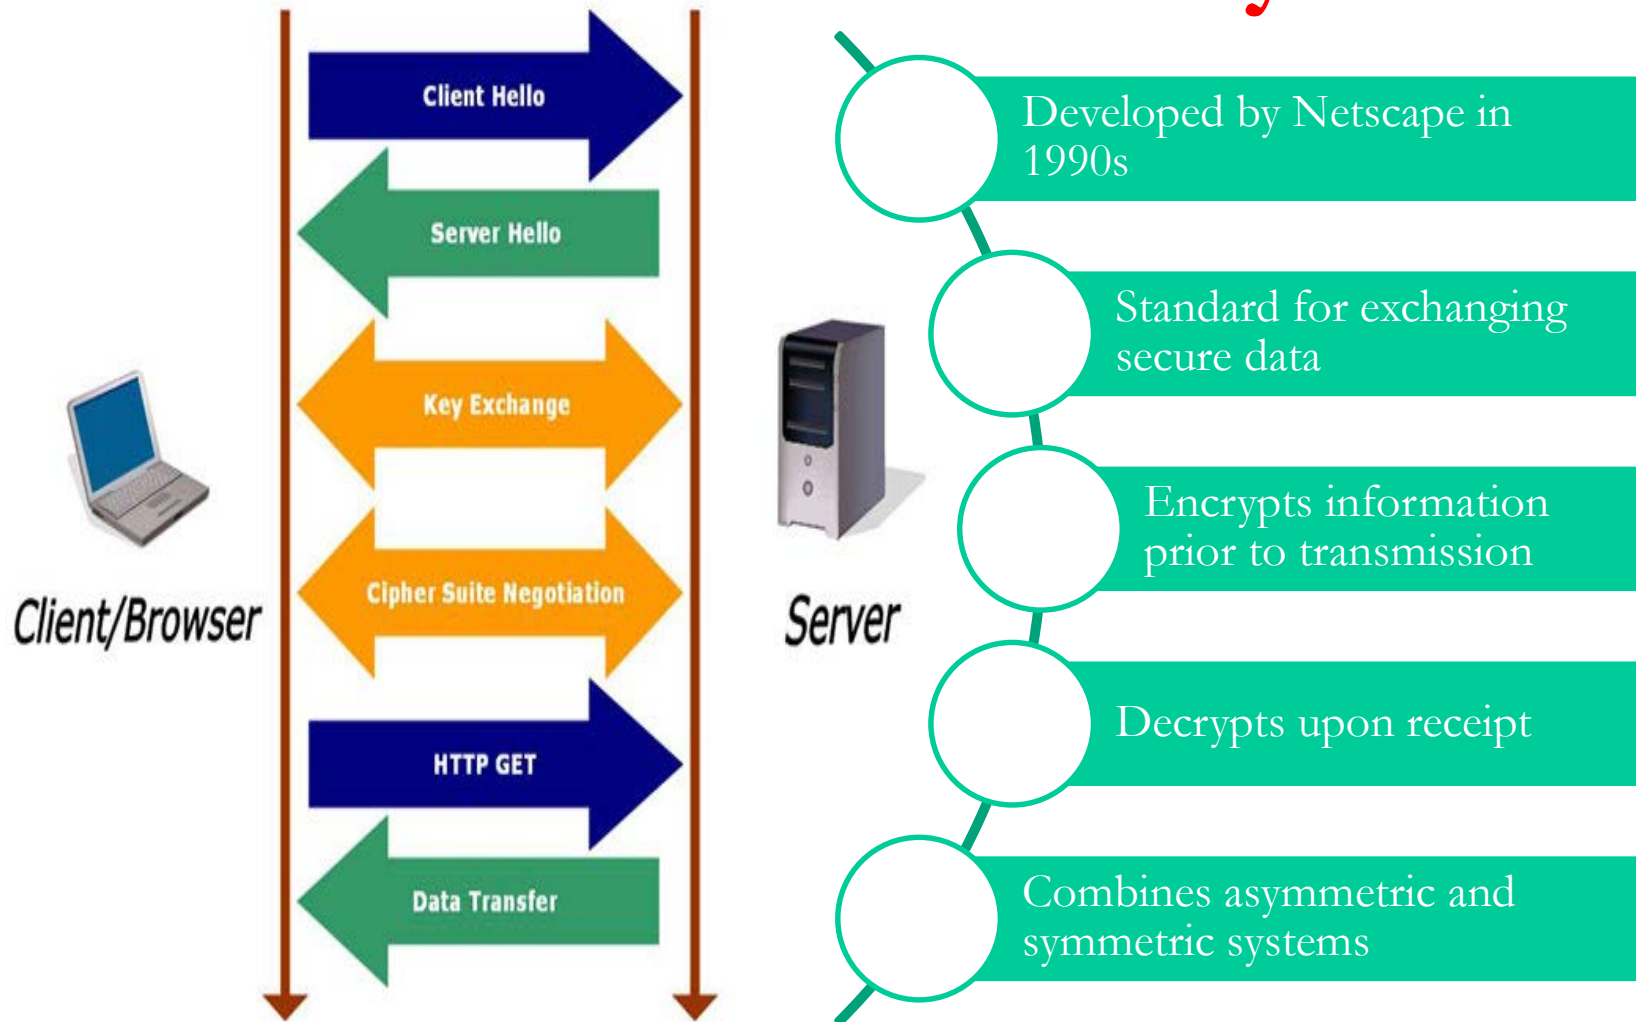 Client Hello
Server Hello
Key Exchange
Cipher Suite Negotiation
HTTP GET
Data Transfer
Client/Browser
Server
Developed by Netscape in
1990s
Standard for exchanging
secure data
Encrypts information
prior to transmission
Decrypts upon receipt
Combines asymmetric and
symmetric systems